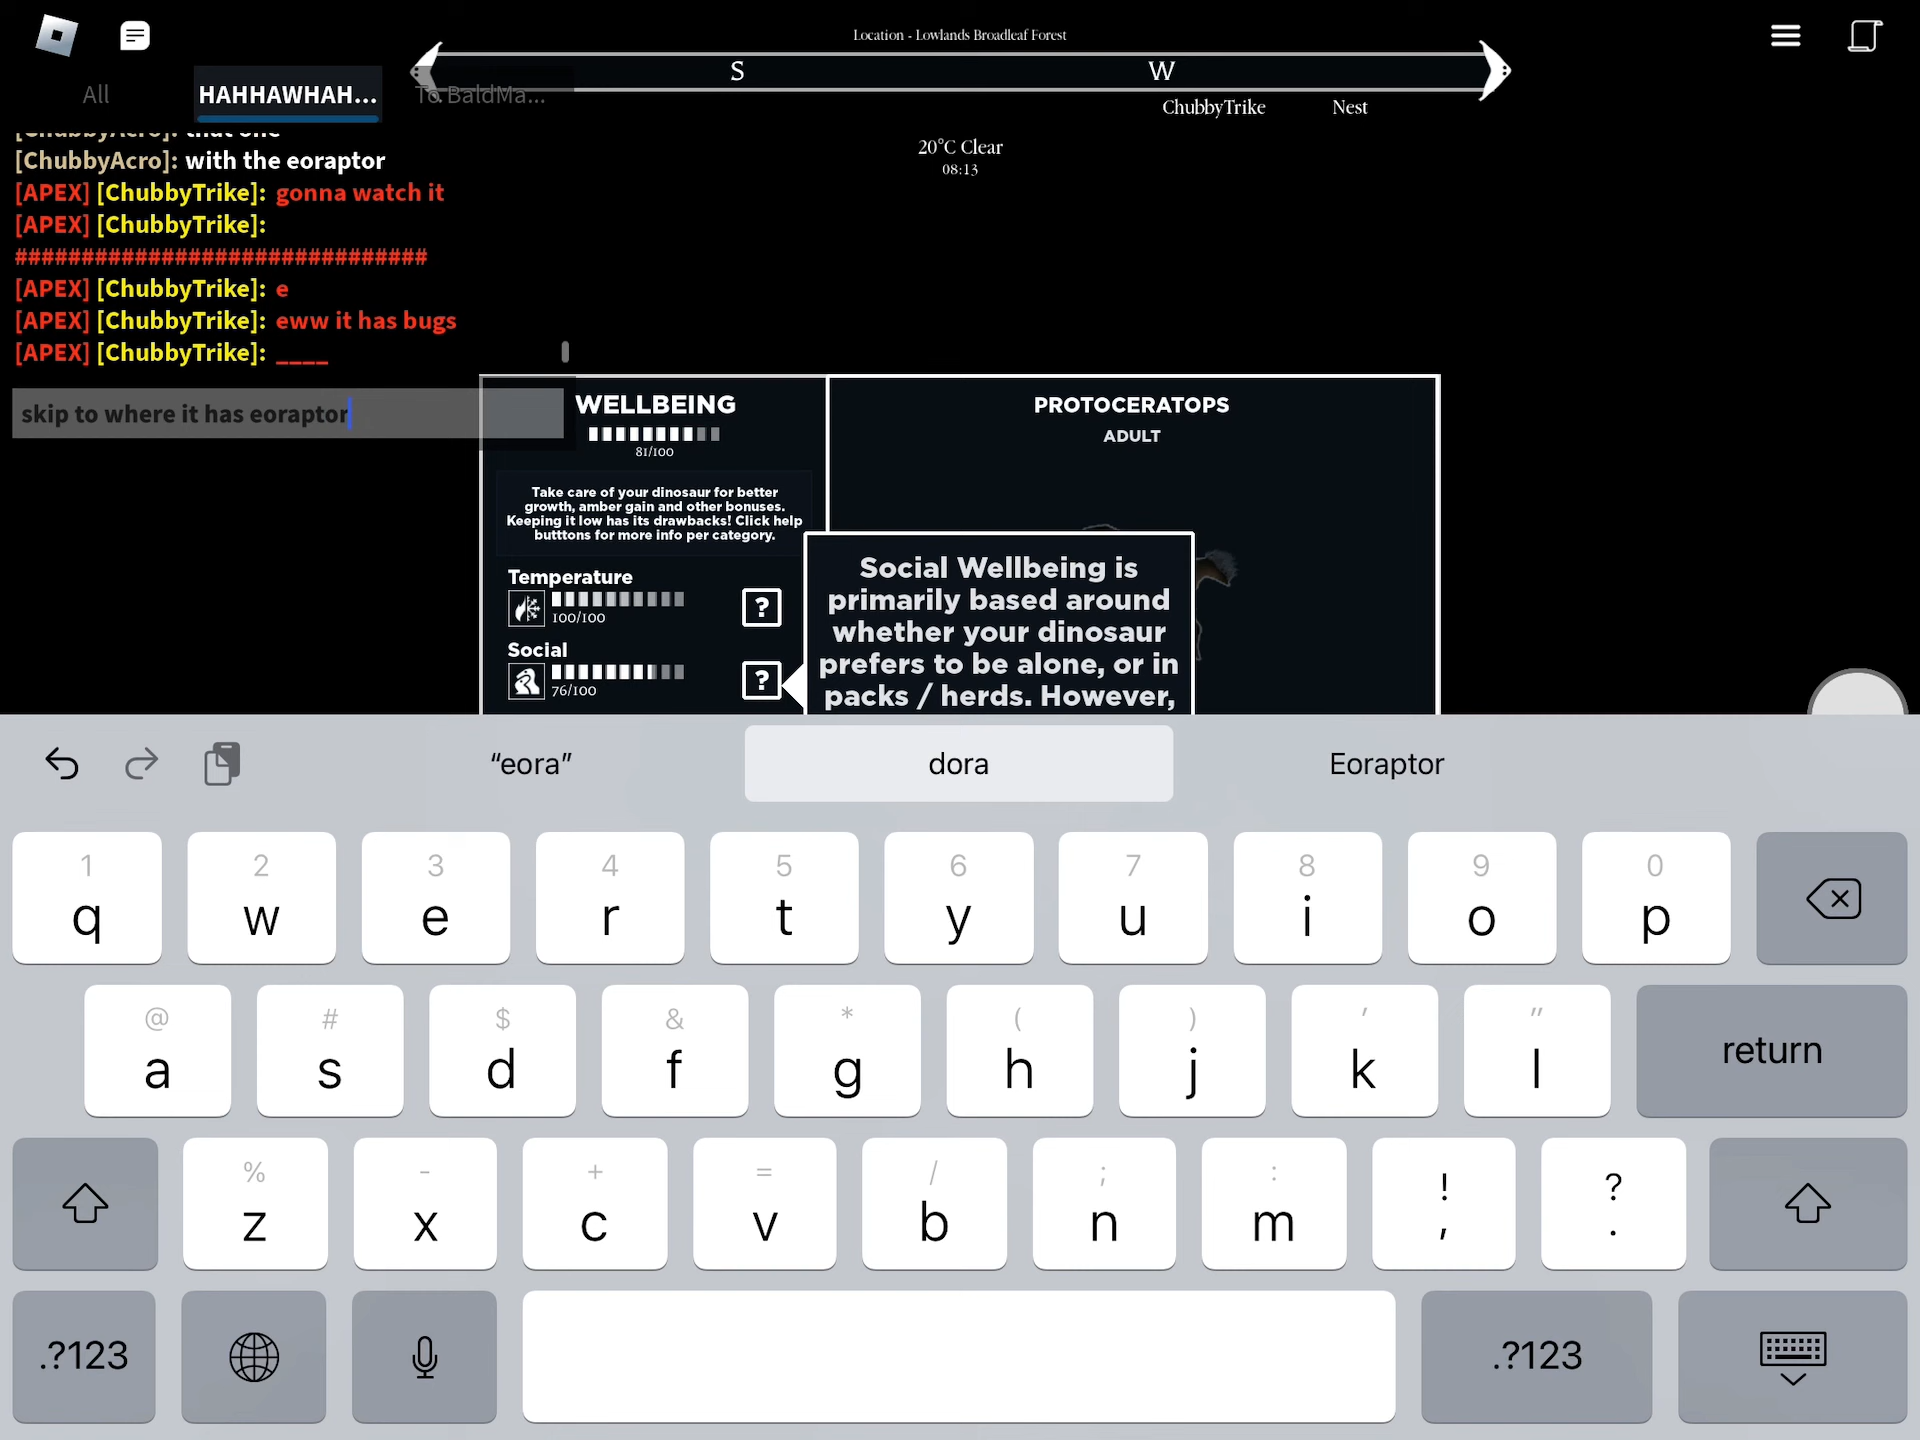 Location - Lowlands Broadleaf Forest
S
W
All
HAHHAWHAH...
To BaldMa...
ChubbyTrike
Nest
20°C Clear
08:13
[ChubbyAcro]: that one
[ChubbyAcro]: with the eoraptor
[APEX] [ChubbyTrike]: gonna watch it
[APEX] [ChubbyTrike]:
###############################
[APEX] [ChubbyTrike]: e
[APEX] [ChubbyTrike]: eww it has bugs
[APEX] [ChubbyTrike]: ____
skip to where it has eoraptor
WELLBEING
81/100
Take care of your dinosaur for better
growth, amber gain and other bonuses.
Keeping it low has its drawbacks! Click help
butttons for more info per category.
Temperature
100/100
?
Social
76/100
?
PROTOCERATOPS
ADULT
Social Wellbeing is
primarily based around
whether your dinosaur
prefers to be alone, or in
packs / herds. However,
“eora”
dora
Eoraptor
1 2 3 4 5 6 7 8 9 0
q w e r t y u i o p
@ # $ & * ( ) ' "
a s d f g h j k l return
% - + = / ; : ! ?
z x c v b n m , .
.?123
.?123